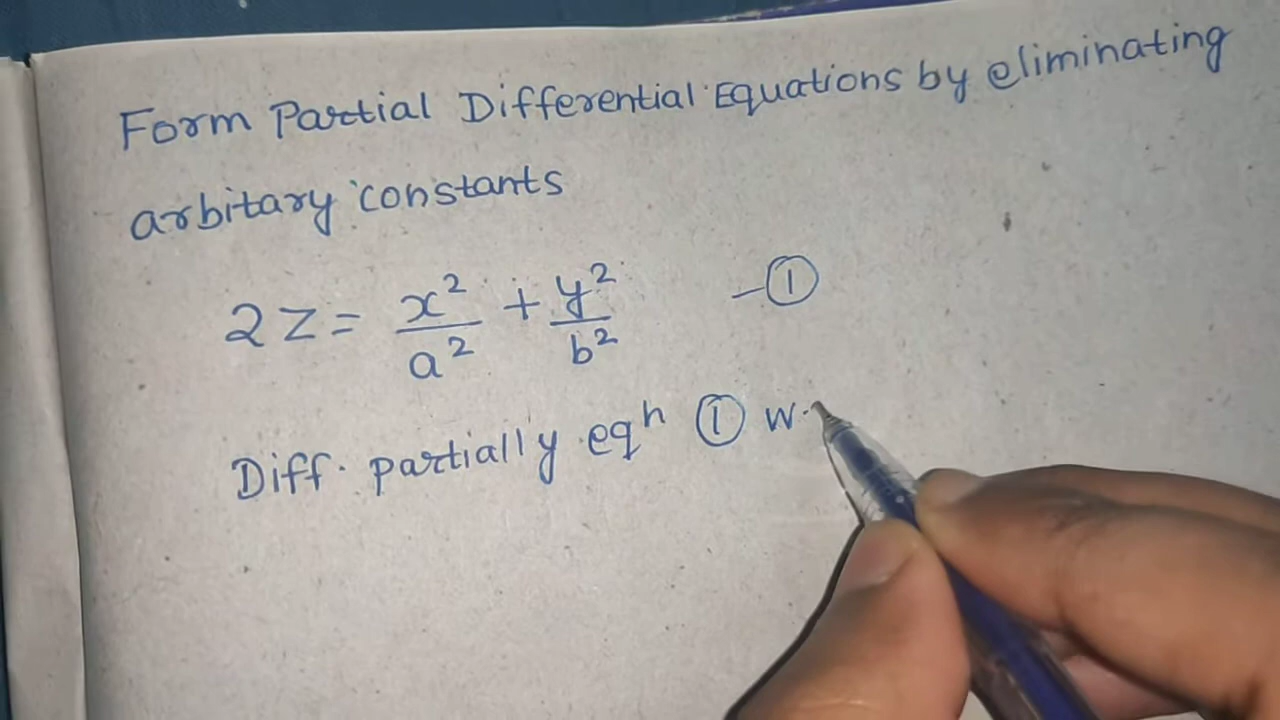 Form Partial Differential Equations by eliminating
arbitary constants
2Z = x²/a² + y²/b² -①
Diff. partially eqⁿ ① w.